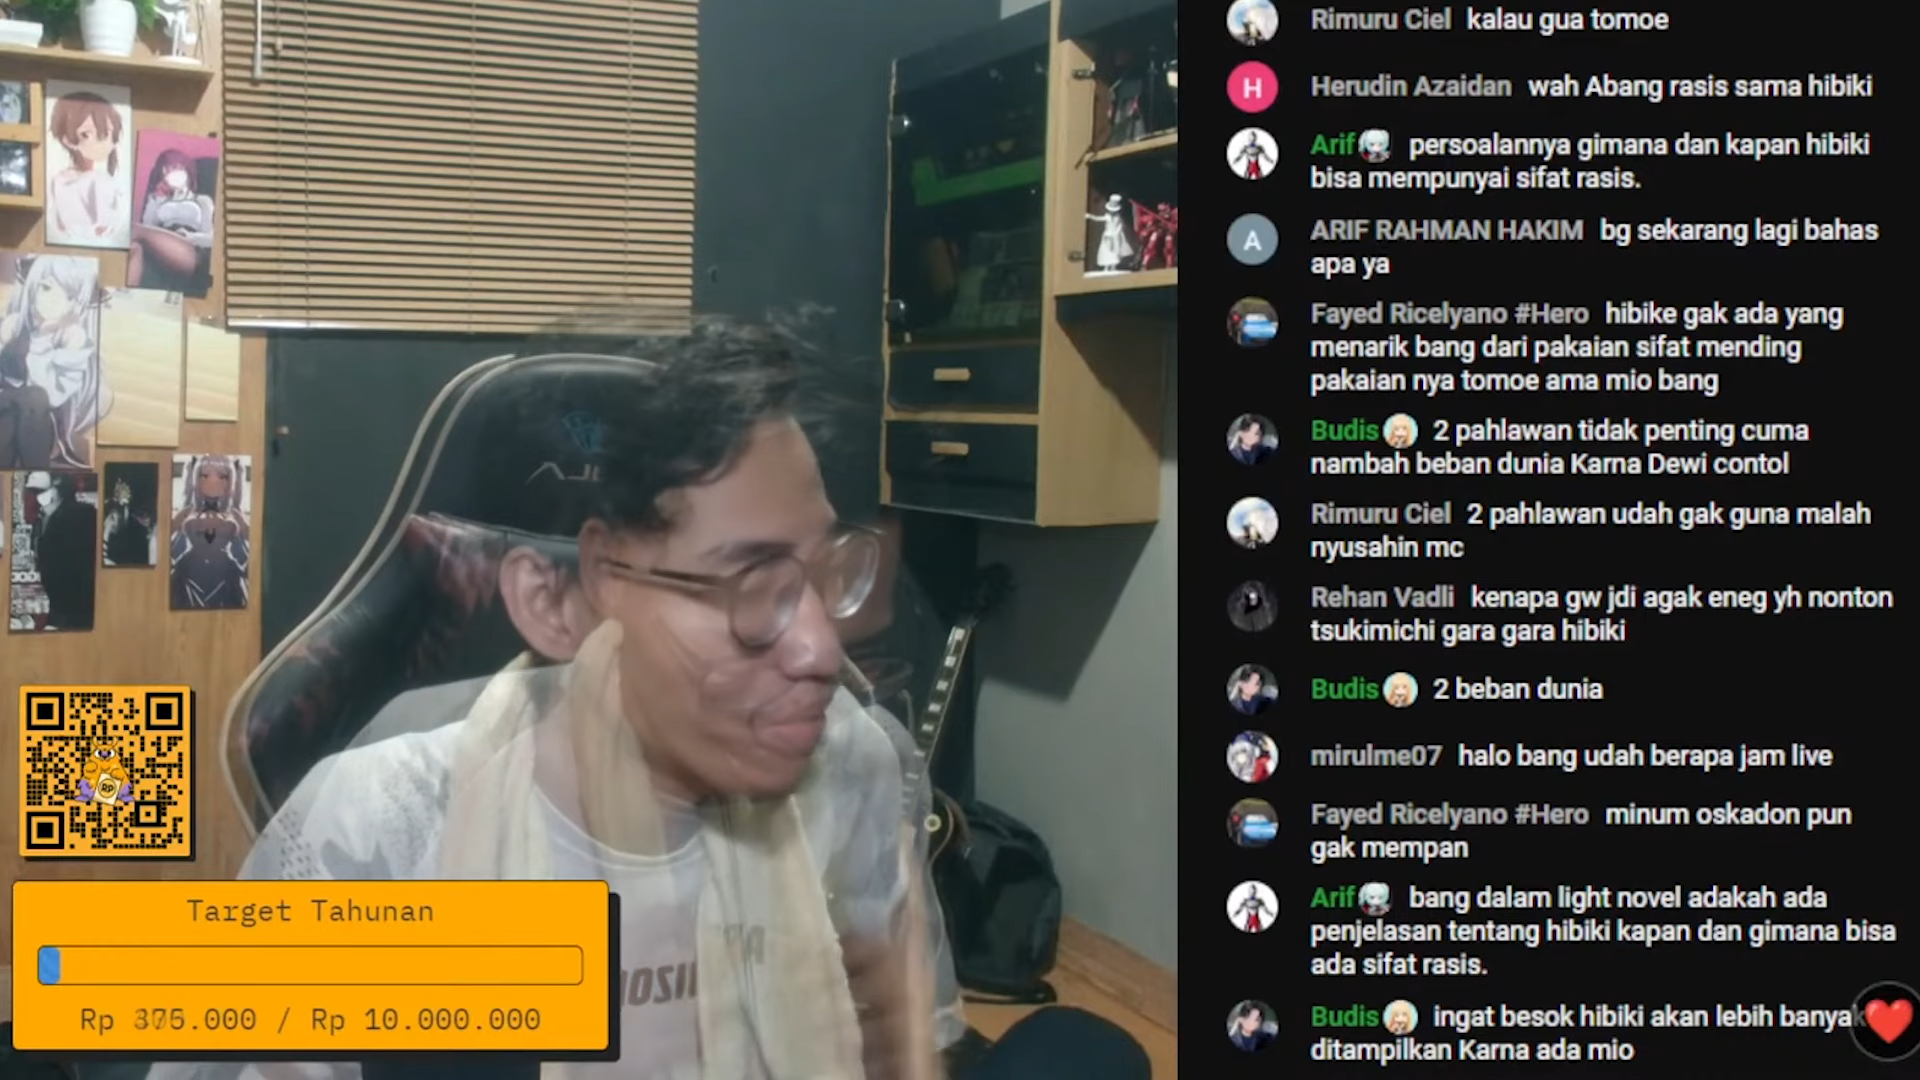 Rimuru Ciel kalau gua tomoe
H
Herudin Azaidan wah Abang rasis sama hibiki
Arif persoalannya gimana dan kapan hibiki
bisa mempunyai sifat rasis.
A
ARIF RAHMAN HAKIM bg sekarang lagi bahas
apa ya
Fayed Ricelyano #Hero hibike gak ada yang
menarik bang dari pakaian sifat mending
pakaian nya tomoe ama mio bang
Budis 2 pahlawan tidak penting cuma
nambah beban dunia Karna Dewi contol
Rimuru Ciel 2 pahlawan udah gak guna malah
nyusahin mc
Rehan Vadli kenapa gw jdi agak eneg yh nonton
tsukimichi gara gara hibiki
Budis 2 beban dunia
mirulme07 halo bang udah berapa jam live
Fayed Ricelyano #Hero minum oskadon pun
gak mempan
Arif bang dalam light novel adakah ada
penjelasan tentang hibiki kapan dan gimana bisa
ada sifat rasis.
Budis ingat besok hibiki akan lebih banyak
ditampilkan Karna ada mio
RP
Target Tahunan
Rp / Rp 10.000.000